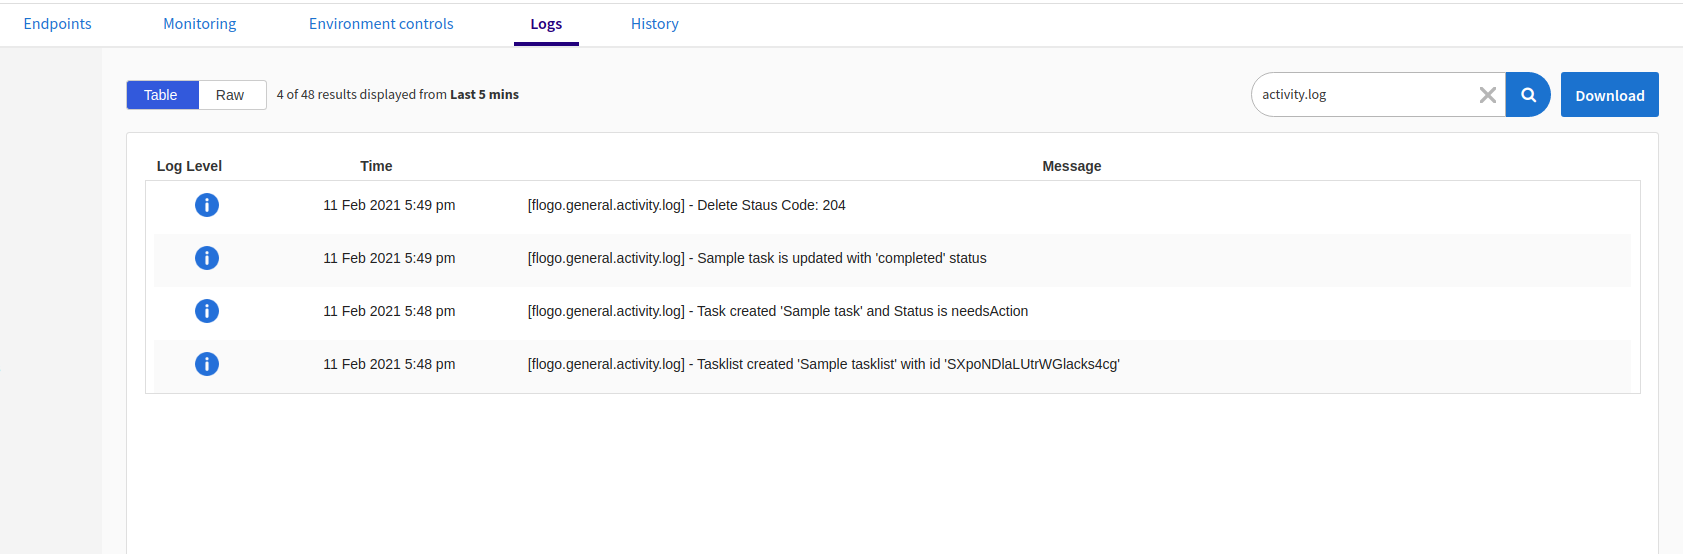 Endpoints Monitoring Environment controls Logs History
Table Raw 4 of 48 results displayed from Last 5 mins activity.log Download
Log Level Time Message
11 Feb 2021 5:49 pm [flogo.general.activity.log] - Delete Staus Code: 204
11 Feb 2021 5:49 pm [flogo.general.activity.log] - Sample task is updated with 'completed' status
11 Feb 2021 5:48 pm [flogo.general.activity.log] - Task created 'Sample task' and Status is needsAction
11 Feb 2021 5:48 pm [flogo.general.activity.log] - Tasklist created 'Sample tasklist' with id 'SXpoNDlaLUtrWGlacks4cg'